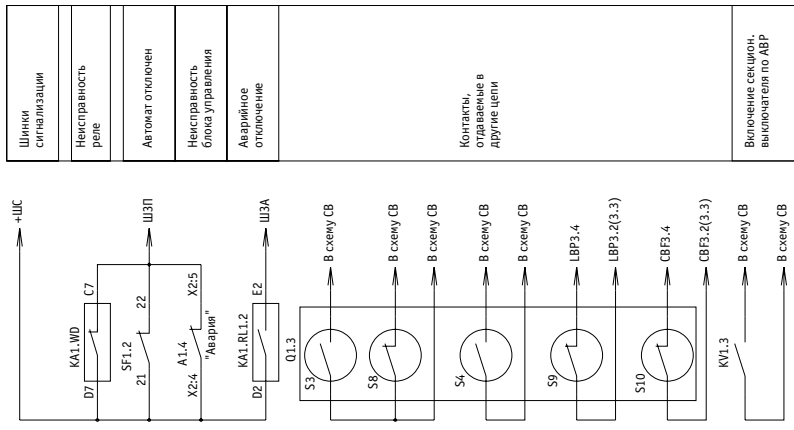 Шинки
сигнализации
Неисправность
реле
Автомат отключен
Неисправность
блока управления
Аварийное
отключение
Контакты,
отдаваемые в
другие цепи
Включение секцион.
выключателя по АВР
+ШС
ШЗП
ШЗА
В схему СВ
В схему СВ
В схему СВ
В схему СВ
В схему СВ
LBP3.4
LBP3.2(3.3)
CBF3.4
CBF3.2(3.3)
В схему СВ
В схему СВ
D7
KA1.WD
C7
21
SF1.2
22
X2:4
A1.4
"Авария"
X2:5
D2
KA1.RL1.2
E2
Q1.3
S3
S8
S4
S9
S10
KV1.3